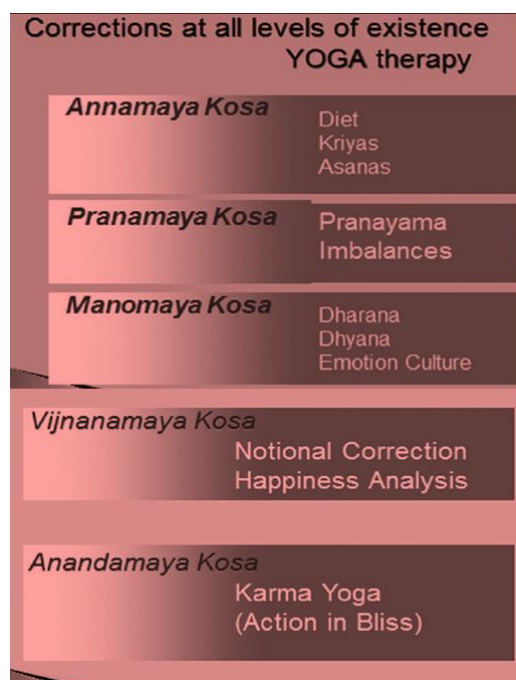 Corrections at all levels of existence
YOGA therapy
Annamaya Kosa
Diet
Kriyas
Asanas
Pranamaya Kosa
Pranayama
Imbalances
Manomaya Kosa
Dharana
Dhyana
Emotion Culture
Vijnanamaya Kosa
Notional Correction
Happiness Analysis
Anandamaya Kosa
Karma Yoga
(Action in Bliss)